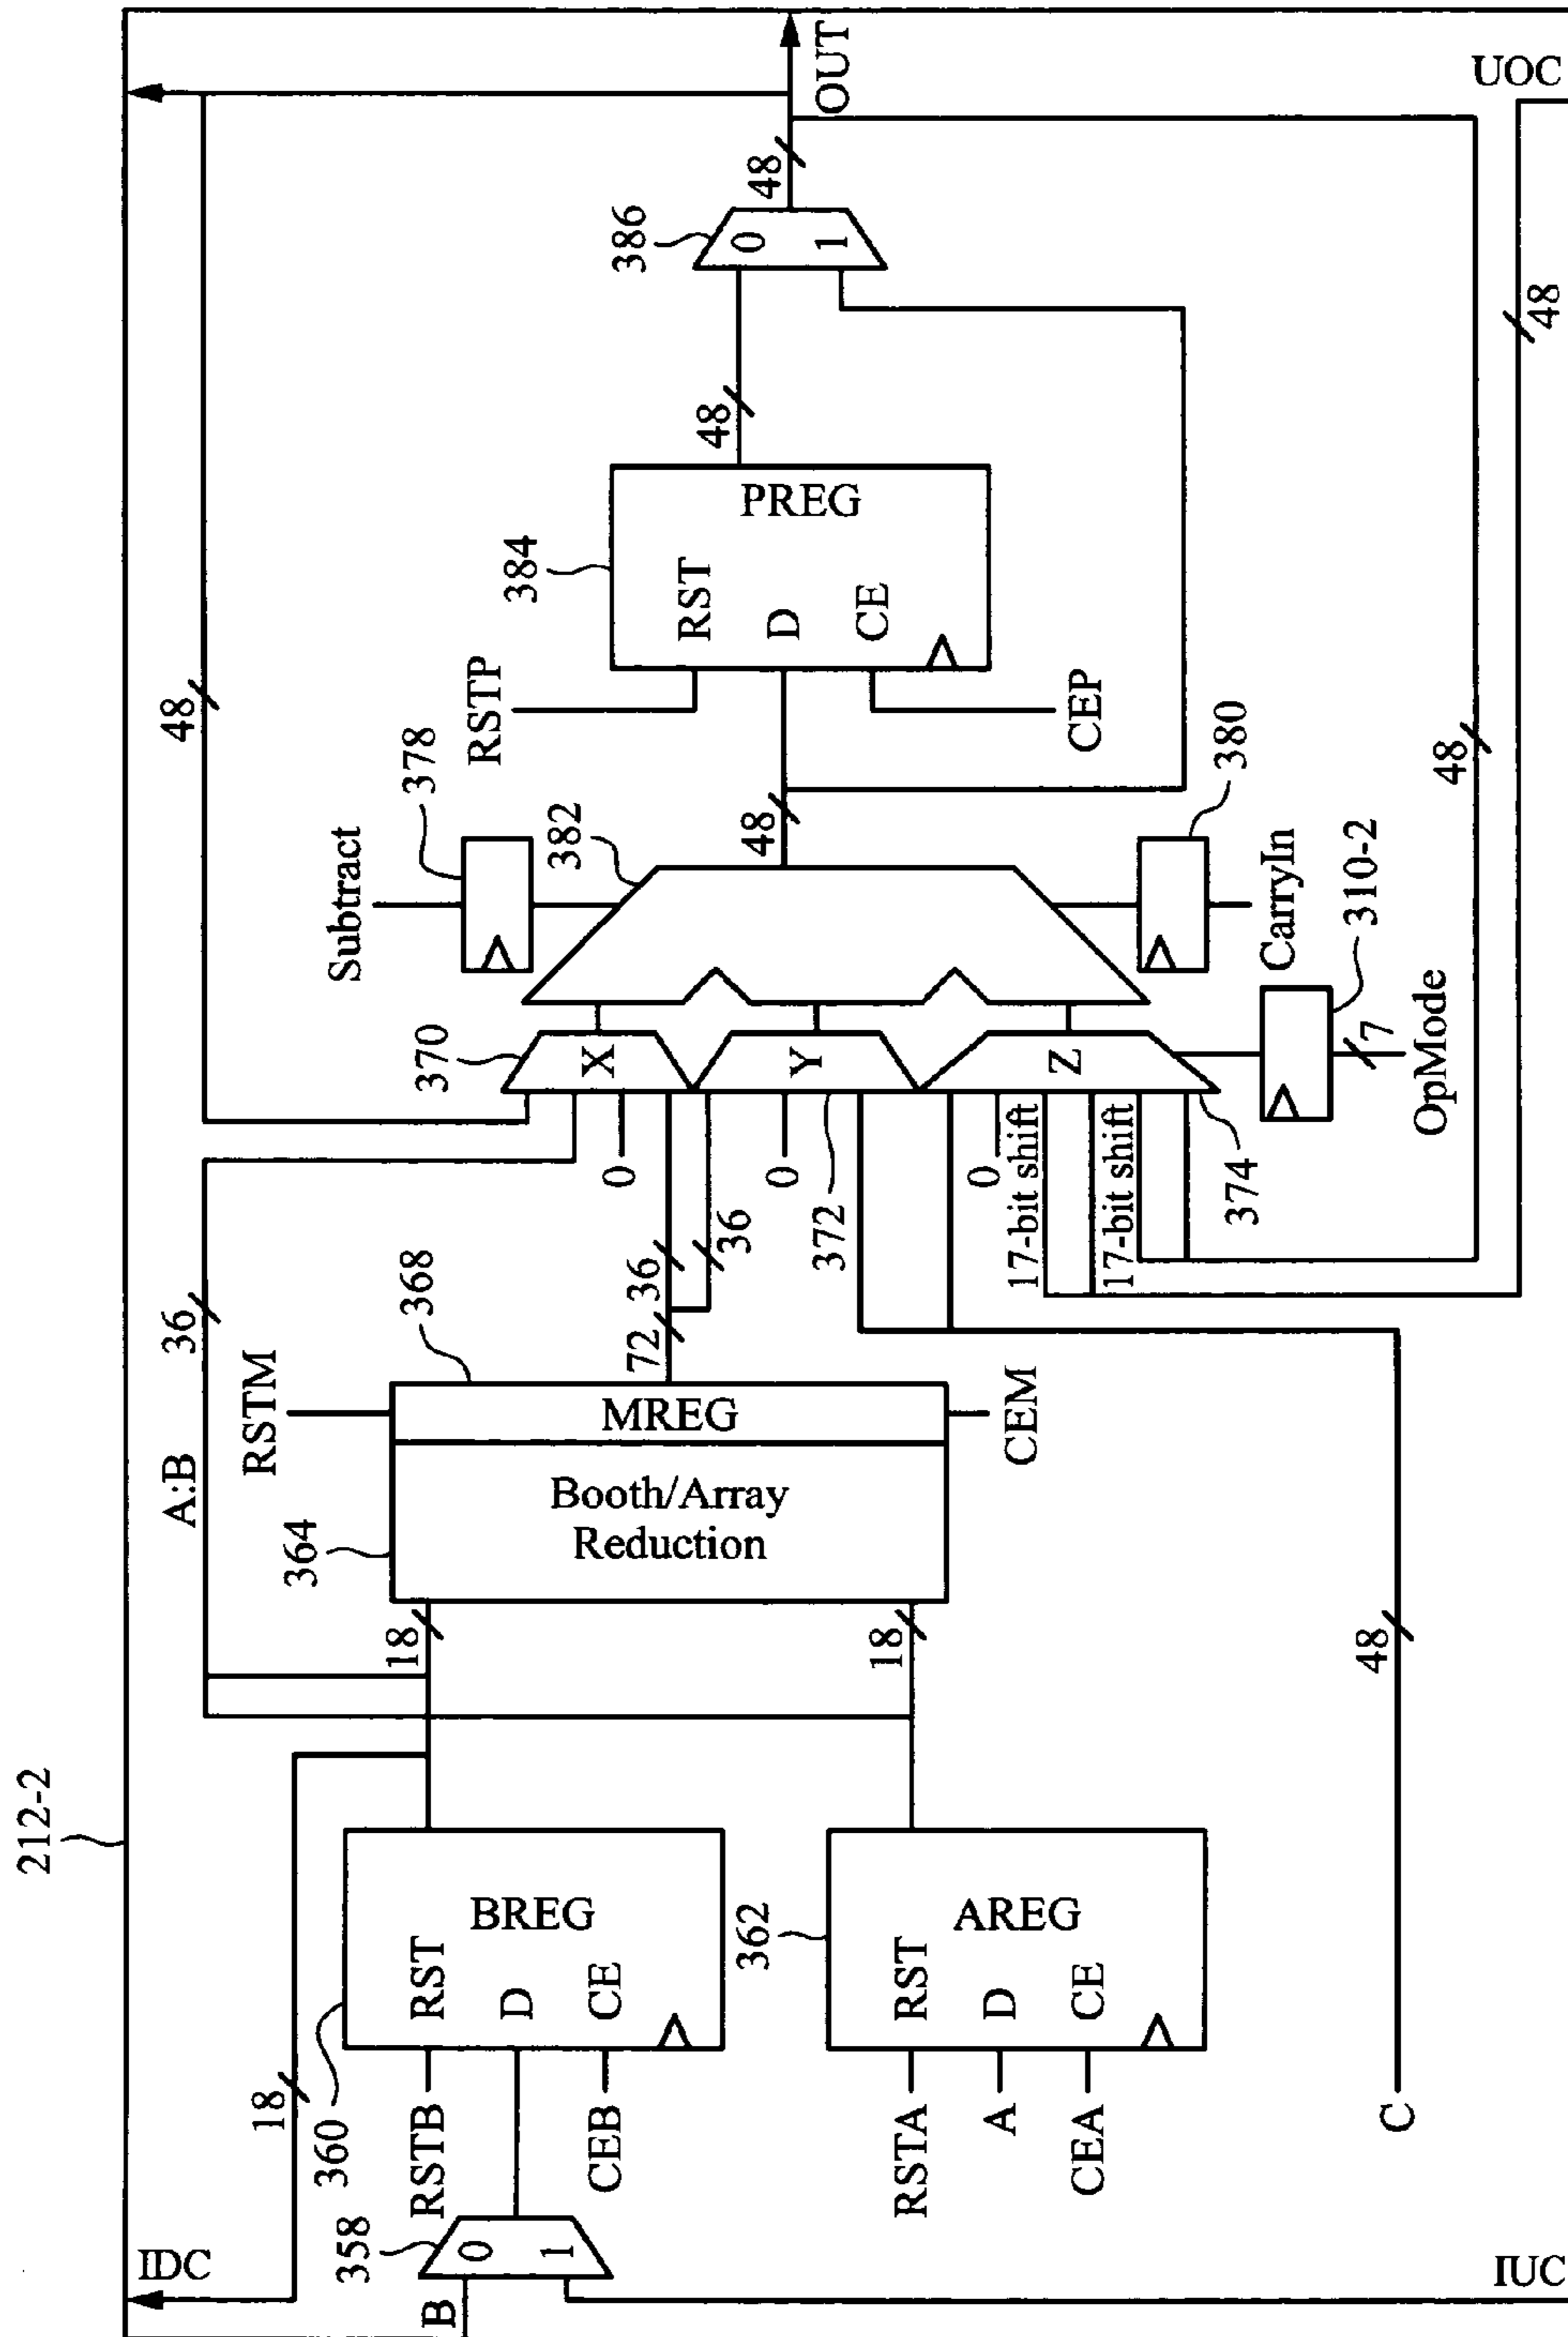 212-2
IDC
18
B
358
0
1
IUC
360
RSTB
CEB
RST
D
CE
BREG
362
RSTA
A
CEA
RST
D
CE
AREG
C
48
18
18
A:B
36
364
Booth/Array
Reduction
RSTM
MREG
CEM
368
72
36
36
0
0
0
372
17-bit shift
17-bit shift
374
370
X
Y
Z
OpMode
7
310-2
Subtract
378
382
CarryIn
380
48
48
48
48
RSTP
CEP
384
RST
D
CE
PREG
48
386
0
1
48
OUT
UOC